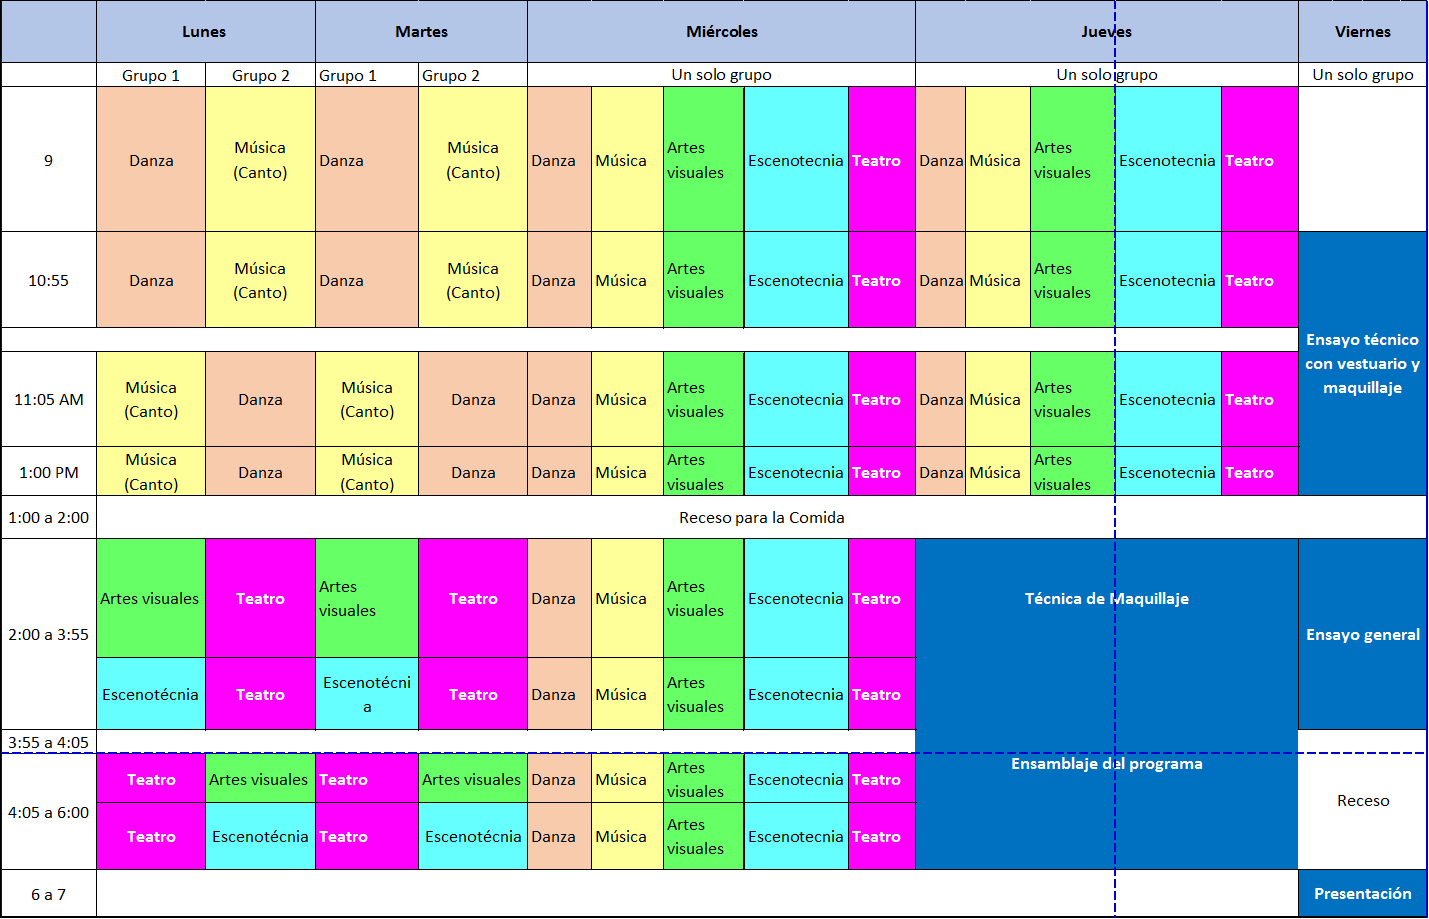 Lunes Martes Miércoles Jueves Viernes
Grupo 1 Grupo 2 Grupo 1 Grupo 2 Un solo grupo Un solo grupo Un solo grupo
9 Danza Música (Canto) Danza Música (Canto) Danza Música Artes visuales Escenotecnia Teatro Danza Música Artes visuales Escenotecnia Teatro
10:55 Danza Música (Canto) Danza Música (Canto) Danza Música Artes visuales Escenotecnia Teatro Danza Música Artes visuales Escenotecnia Teatro
Ensayo técnico
con vestuario y
maquillaje
11:05 AM Música (Canto) Danza Música (Canto) Danza Danza Música Artes visuales Escenotecnia Teatro Danza Música Artes visuales Escenotecnia Teatro
1:00 PM Música (Canto) Danza Música (Canto) Danza Danza Música Artes visuales Escenotecnia Teatro Danza Música Artes visuales Escenotecnia Teatro
1:00 a 2:00 Receso para la Comida
2:00 a 3:55 Artes visuales Teatro Artes visuales Teatro Danza Música Artes visuales Escenotecnia Teatro Técnica de Maquillaje Ensayo general
Escenotécnia Teatro Escenotécnia Teatro Danza Música Artes visuales Escenotecnia Teatro
3:55 a 4:05
Ensamblaje del programa
4:05 a 6:00 Teatro Artes visuales Teatro Artes visuales Danza Música Artes visuales Escenotecnia Teatro Receso
Teatro Escenotécnia Teatro Escenotécnia Danza Música Artes visuales Escenotecnia Teatro
6 a 7 Presentación